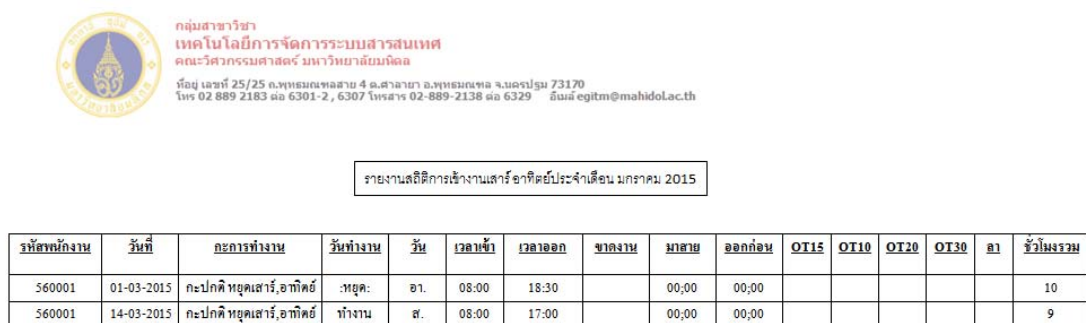 กลุ่มสาขาวิชา
เทคโนโลยีการจัดการระบบสารสนเทศ
คณะวิศวกรรมศาสตร์ มหาวิทยาลัยมหิดล
ที่อยู่ เลขที่ 25/25 ถ.พุทธมณฑลสาย 4 ต.ศาลายา อ.พุทธมณฑล จ.นครปฐม 73170
โทร 02 889 2183 ต่อ 6301-2 , 6307 โทรสาร 02-889-2138 ต่อ 6329 อีเมล์ egitm@mahidol.ac.th
รายงานสถิติการเข้างานเสาร์ อาทิตย์ประจำเดือน มกราคม 2015
รหัสพนักงาน วันที่ กะการทำงาน วันทำงาน วัน เวลาเข้า เวลาออก ขาดงาน มาสาย ออกก่อน OT15 OT10 OT20 OT30 ลา ชั่วโมงรวม
560001 01-03-2015 กะปกติ หยุดเสาร์,อาทิตย์ :หยุด: อา. 08:00 18:30 00;00 00;00 10
560001 14-03-2015 กะปกติ หยุดเสาร์,อาทิตย์ ทำงาน ส. 08:00 17:00 00;00 00;00 9